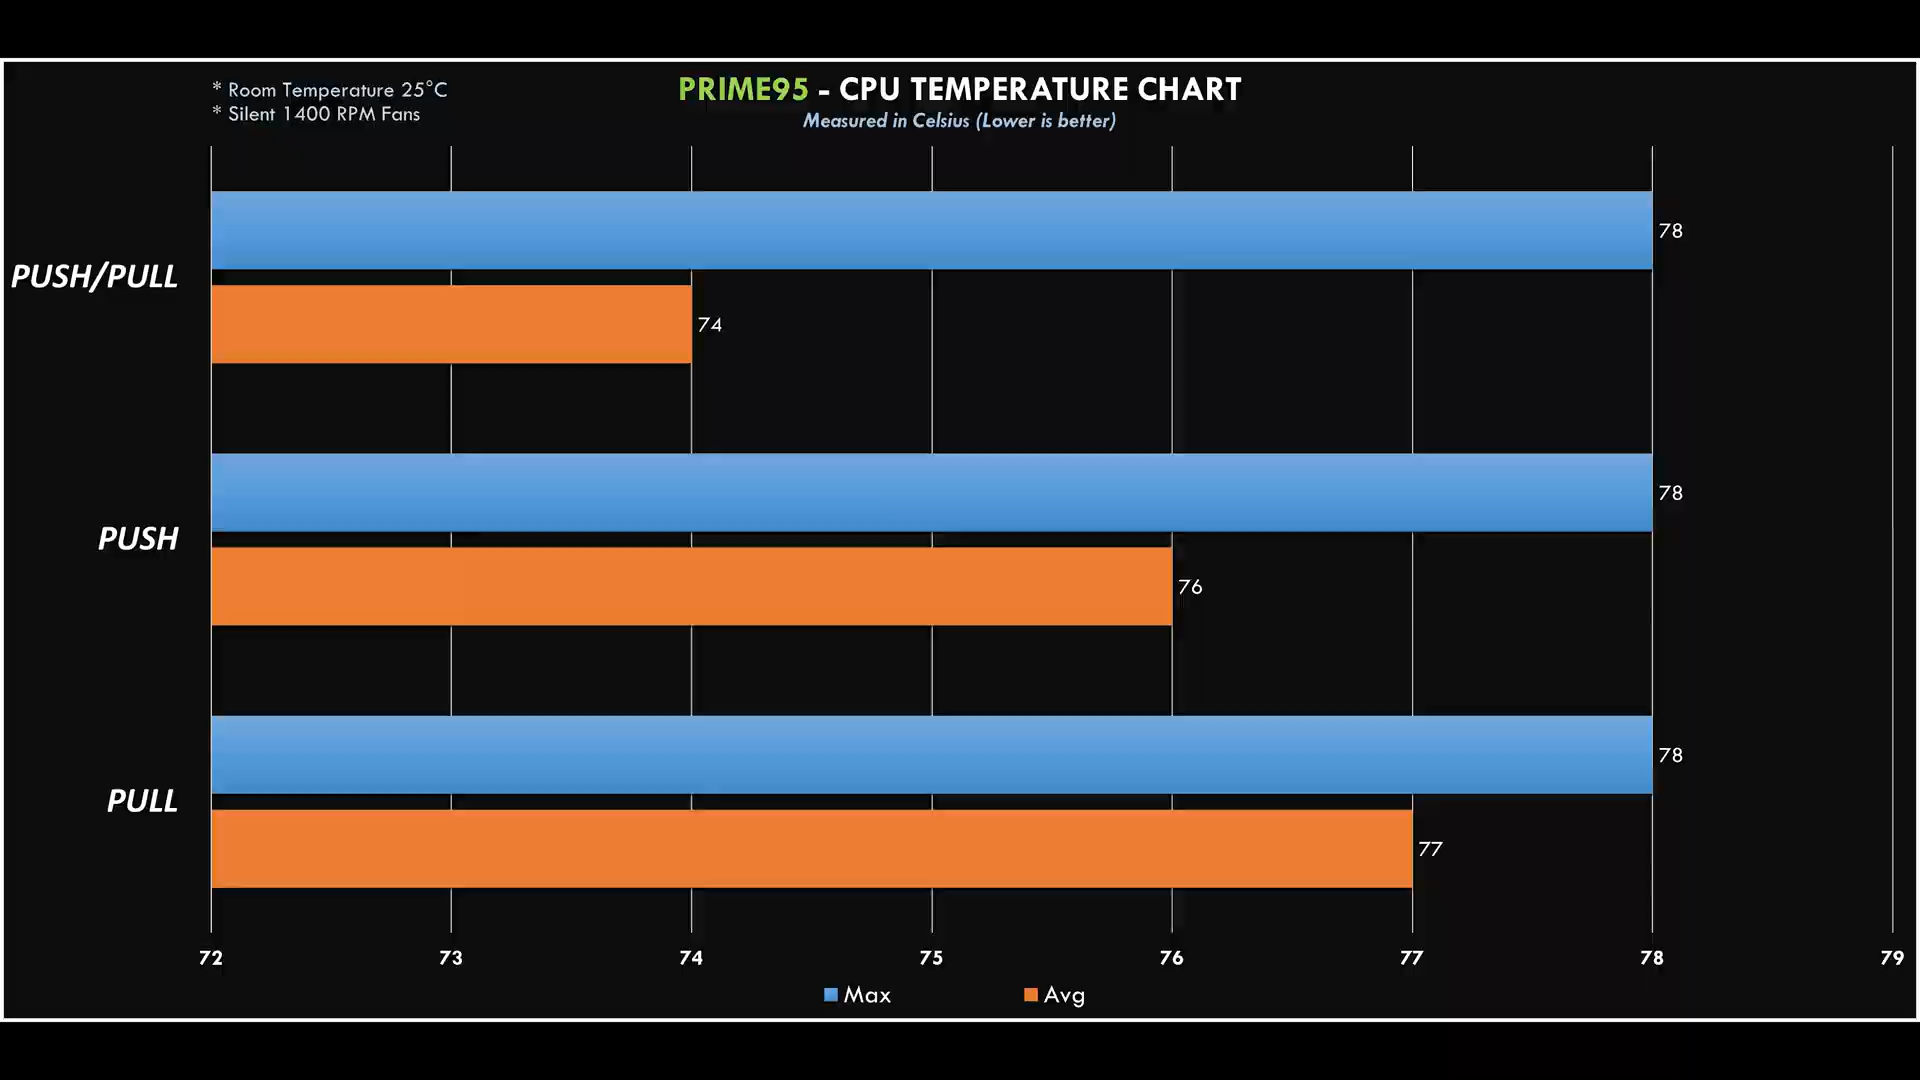 * Room Temperature 25°C
* Silent 1400 RPM Fans
PRIME95 - CPU TEMPERATURE CHART
Measured in Celsius (Lower is better)
PUSH/PULL
78
74
PUSH
78
76
PULL
78
77
72 73 74 75 76 77 78 79
Max Avg